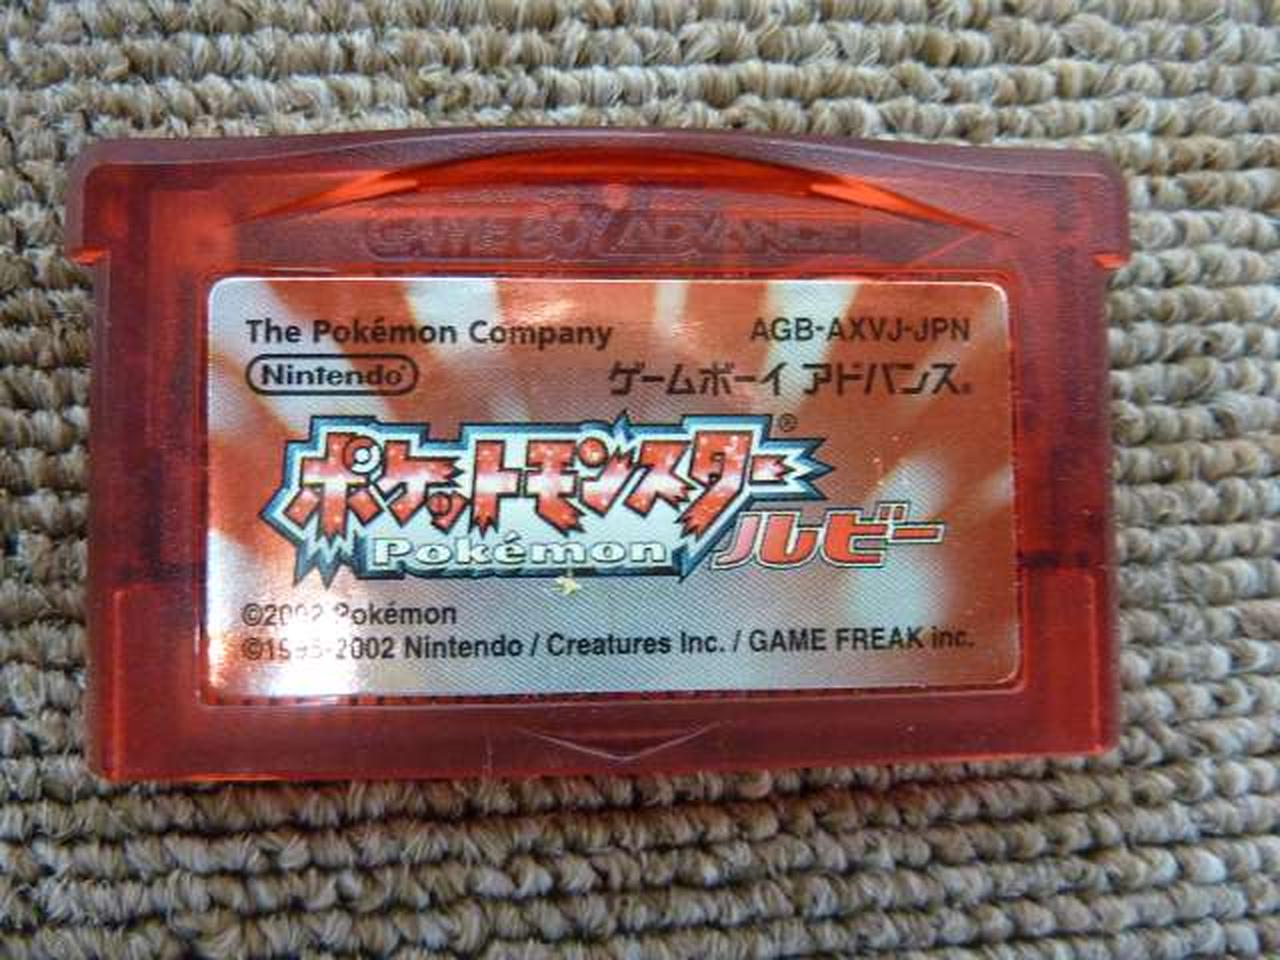 GAME BOY ADVANCE
The Pokémon Company
AGB-AXVJ-JPN
Nintendo®
ゲームボーイ アドバンス®
ポケットモンスター®
Pokémon
ルビー
©2002 Pokémon
©1995-2002 Nintendo / Creatures Inc. / GAME FREAK inc.